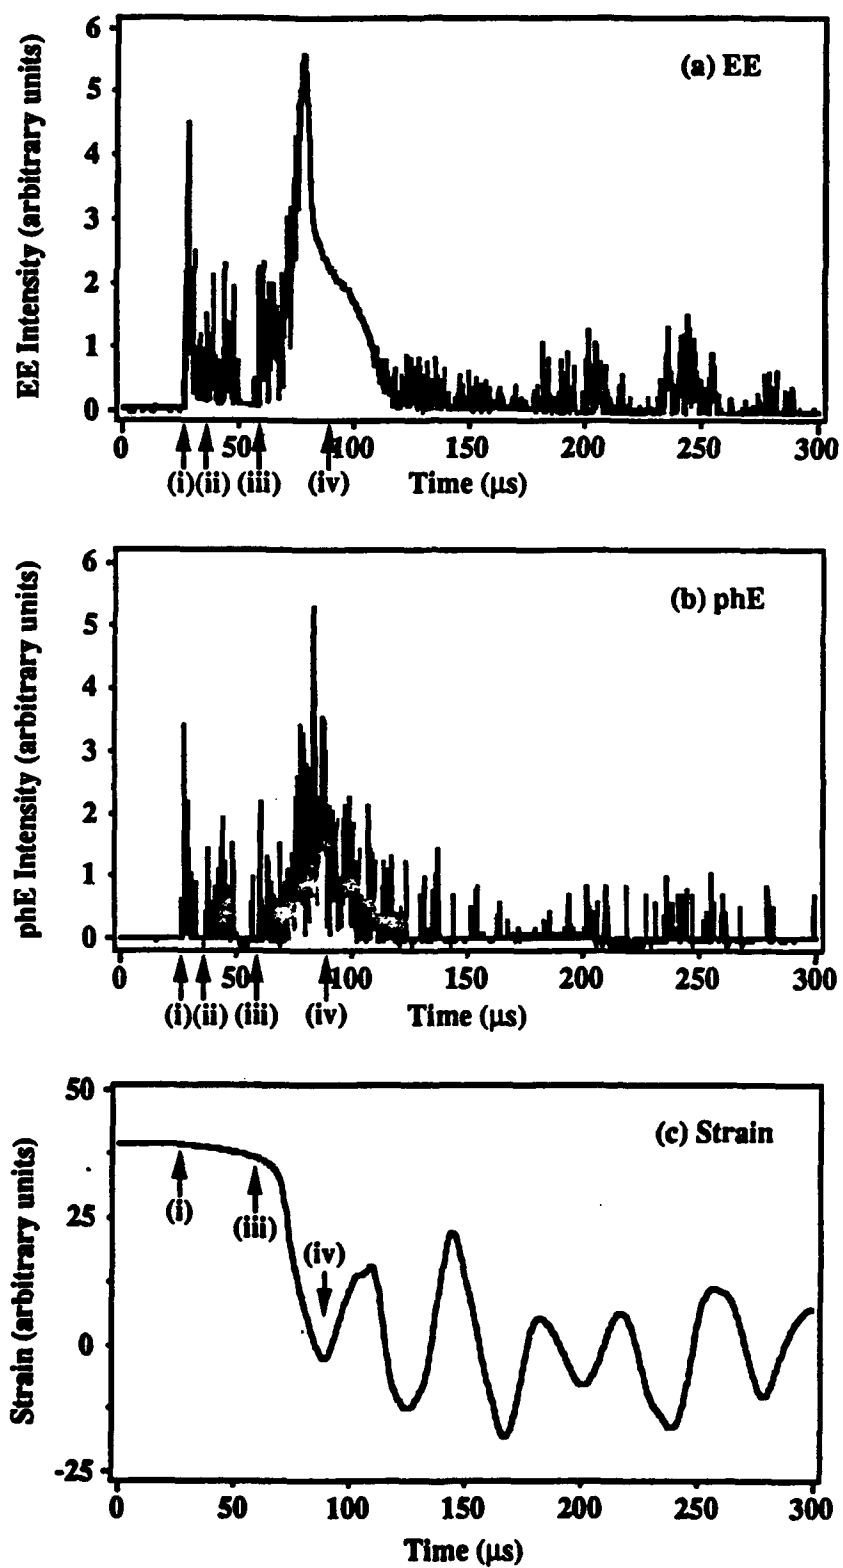 6
5
4
3
2
1
0
EE Intensity (arbitrary units)
(a) EE
0 50 100 150 200 250 300
(i) (ii) (iii) (iv) Time (μs)
6
5
4
3
2
1
0
phE Intensity (arbitrary units)
(b) phE
0 50 100 150 200 250 300
(i) (ii) (iii) (iv) Time (μs)
50
25
0
-25
Strain (arbitrary units)
(c) Strain
(i)
(iii)
(iv)
0 50 100 150 200 250 300
Time (μs)